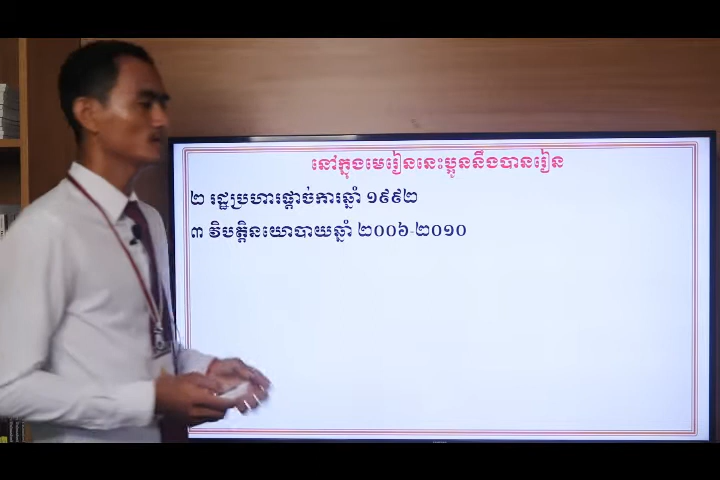 នៅក្នុងមេរៀននេះប្អូននឹងបានរៀន
២ រដ្ឋប្រហារផ្ដាច់ការឆ្នាំ ១៩៩២
៣ វិបត្តិនយោបាយឆ្នាំ ២០០៦-២០១០